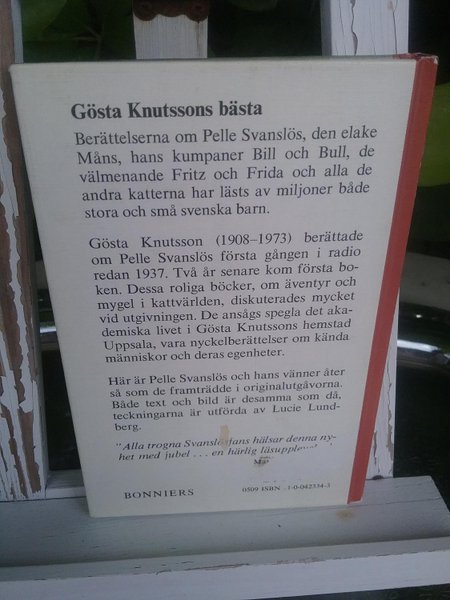 Gösta Knutssons bästa
Berättelserna om Pelle Svanslös, den elake
Måns, hans kumpaner Bill och Bull, de
välmenande Fritz och Frida och alla de
andra katterna har lästs av miljoner både
stora och små svenska barn.
Gösta Knutsson (1908–1973) berättade
om Pelle Svanslös första gången i radio
redan 1937. Två år senare kom första bo-
ken. Dessa roliga böcker, om äventyr och
mygel i kattvärlden, diskuterades mycket
vid utgivningen. De ansågs spegla det aka-
demiska livet i Gösta Knutssons hemstad
Uppsala, vara nyckelberättelser om kända
människor och deras egenheter.
Här är Pelle Svanslös och hans vänner åter
så som de framträdde i originalutgåvorna.
Både text och bild är desamma som då,
teckningarna är utförda av Lucie Lund-
berg.
"Alla trogna Svanslösfans hälsar denna ny-
het med jubel ... en härlig
BONNIERS
0509 ISBN -1-0-042334-3